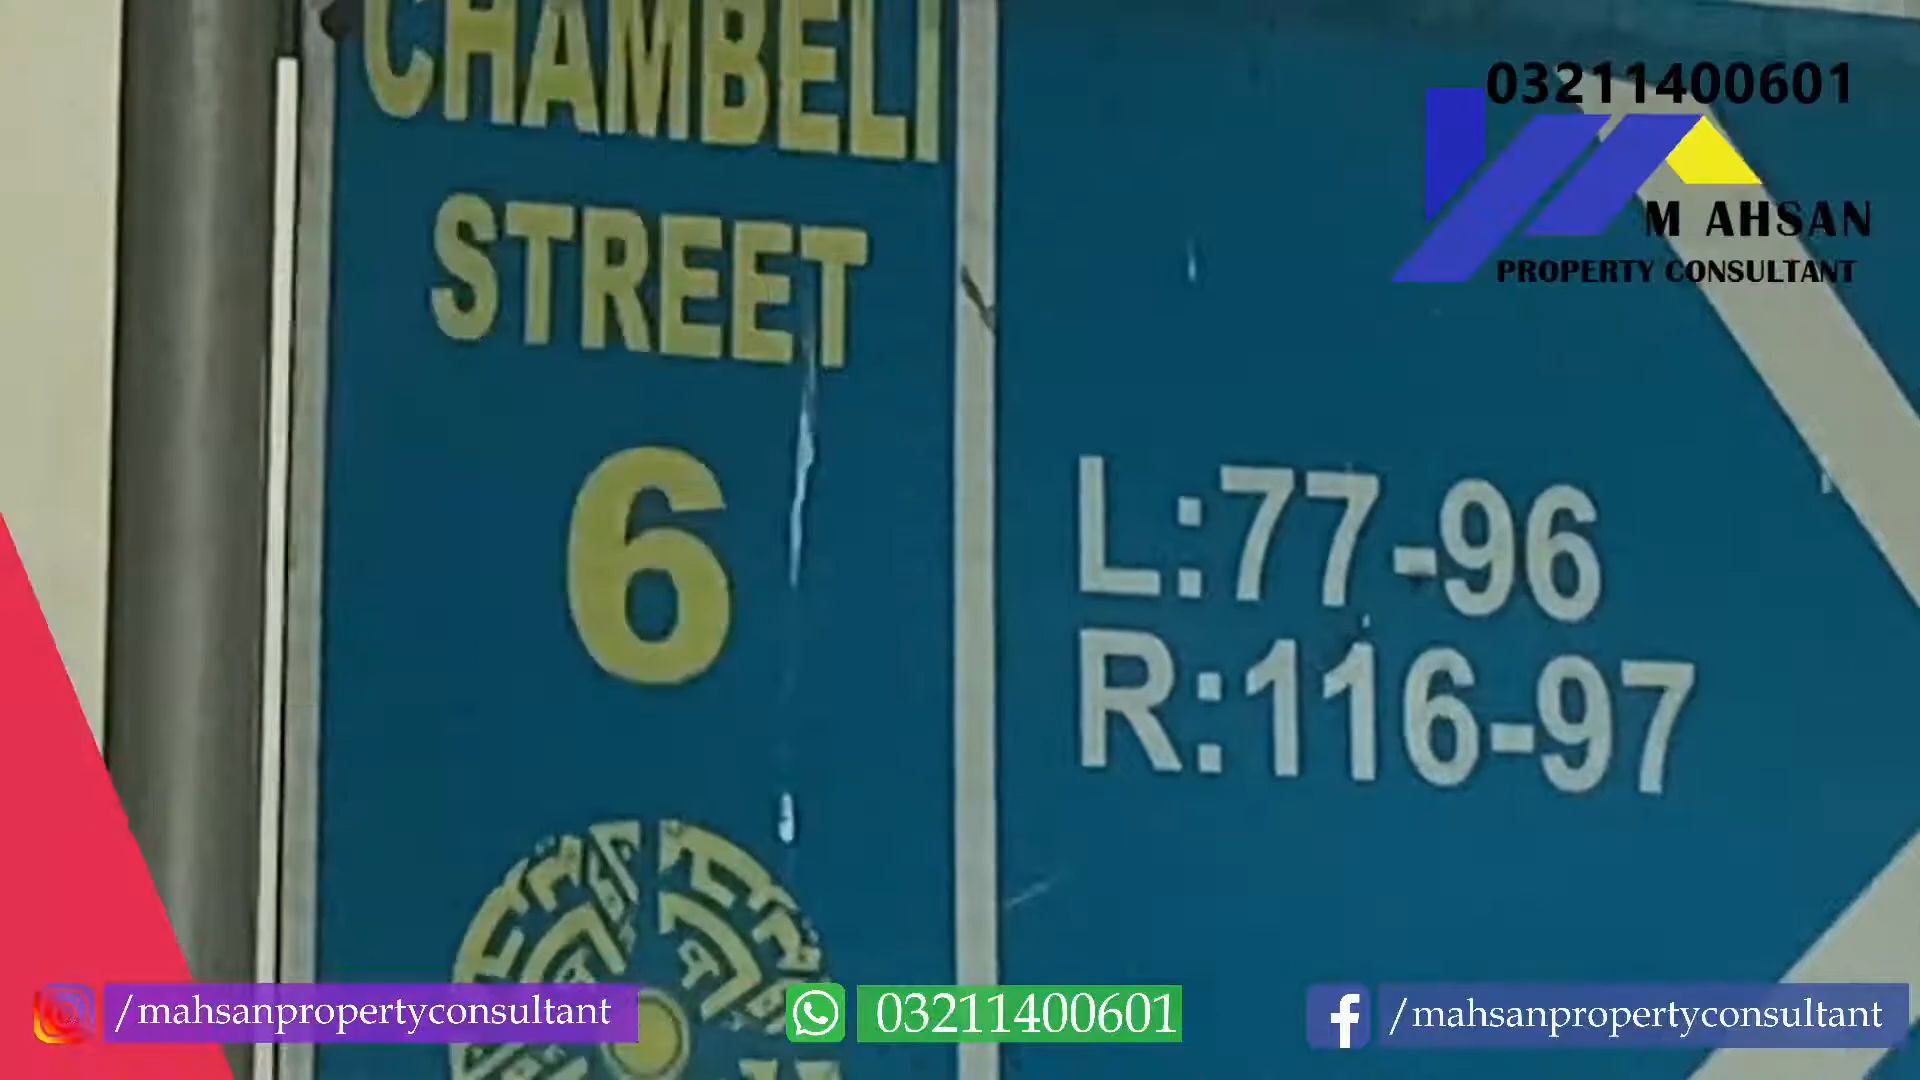 CHAMBELI
STREET
6
L:77-96
R:116-97
03211400601
M AHSAN
PROPERTY CONSULTANT
/mahsanpropertyconsultant
03211400601
/mahsanpropertyconsultant